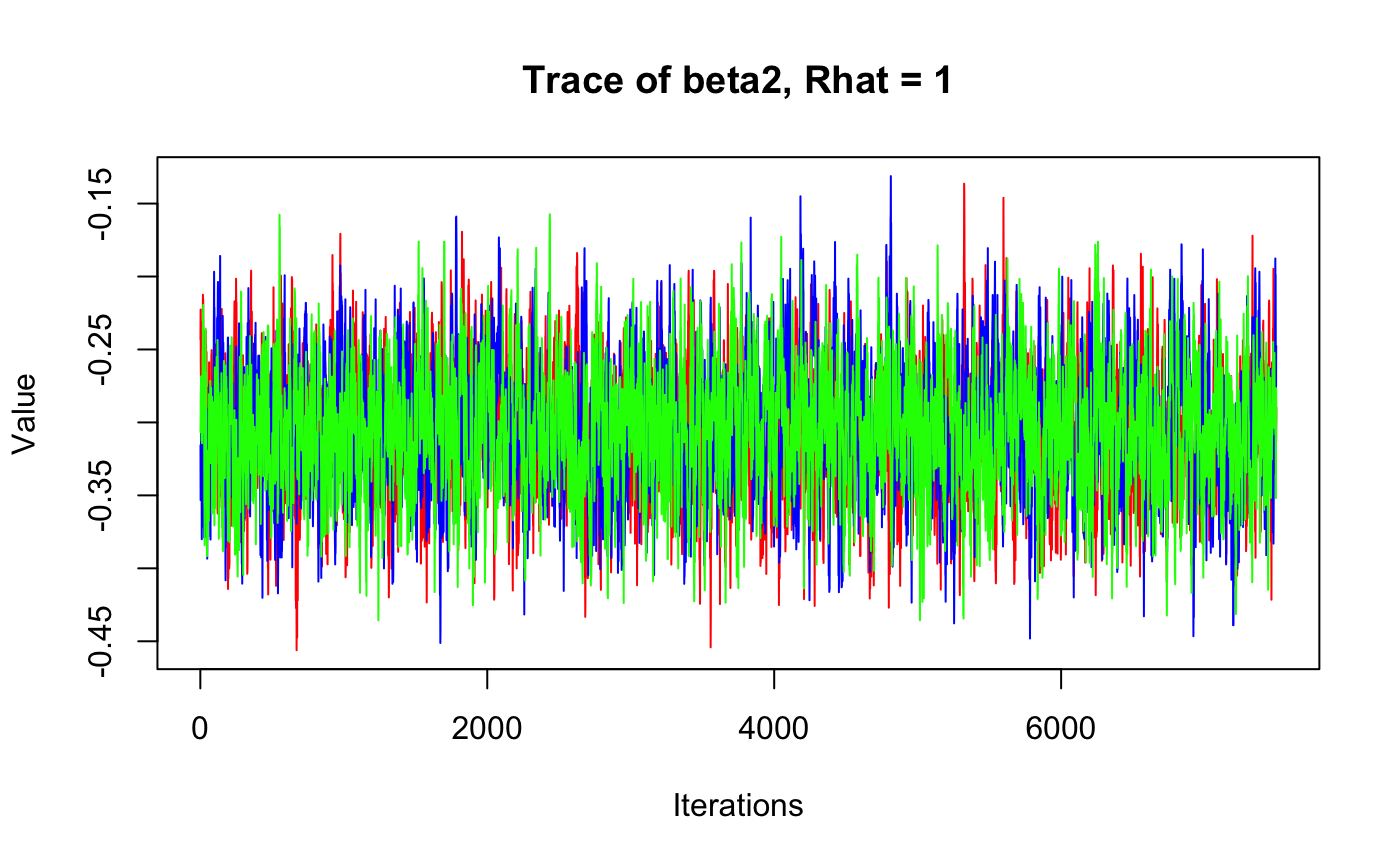 Trace of beta2, Rhat = 1
Value
-0.15
-0.25
-0.35
-0.45
0 2000 4000 6000
Iterations